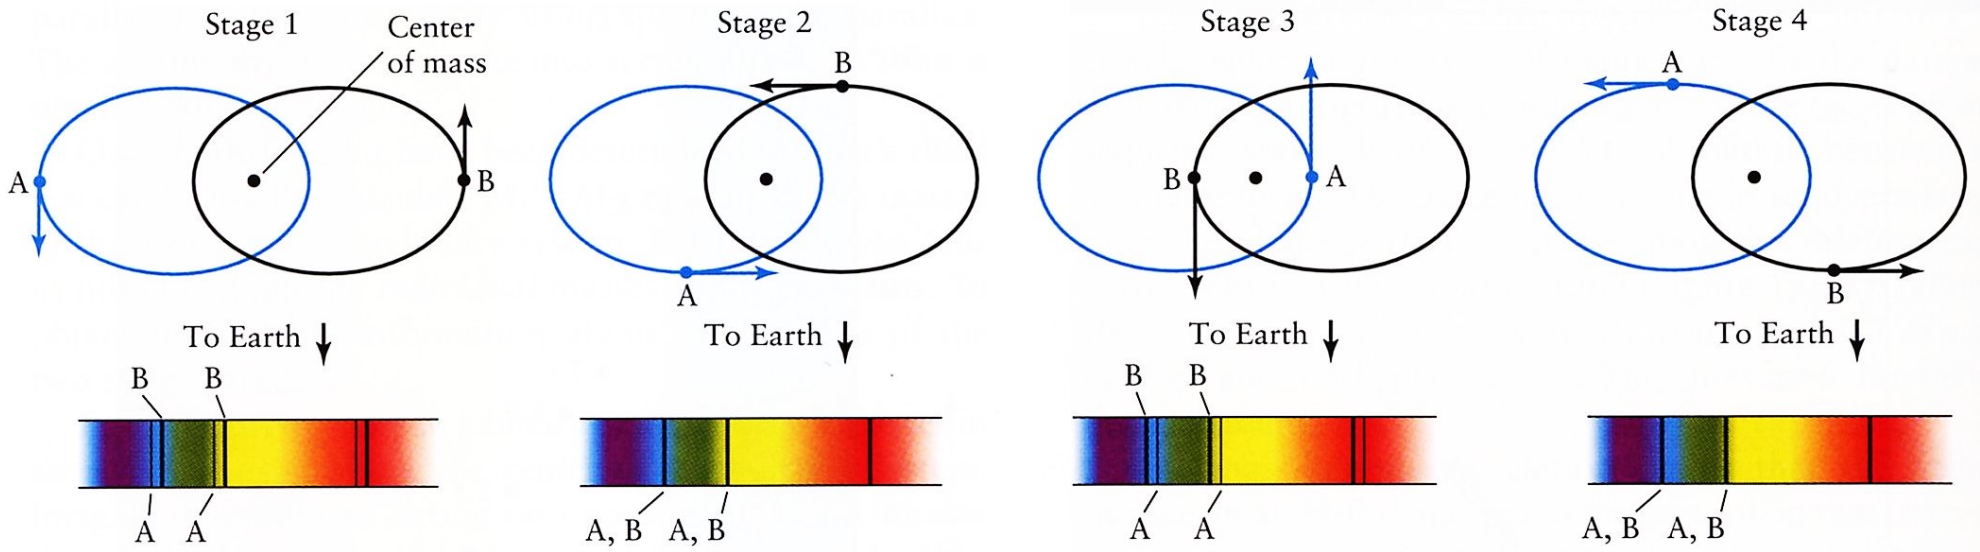 Stage 1
Center
of mass
A
B
To Earth
B
B
A
A
Stage 2
B
A
To Earth
A, B
A, B
Stage 3
B
A
To Earth
B
B
A
A
Stage 4
A
B
To Earth
A, B
A, B